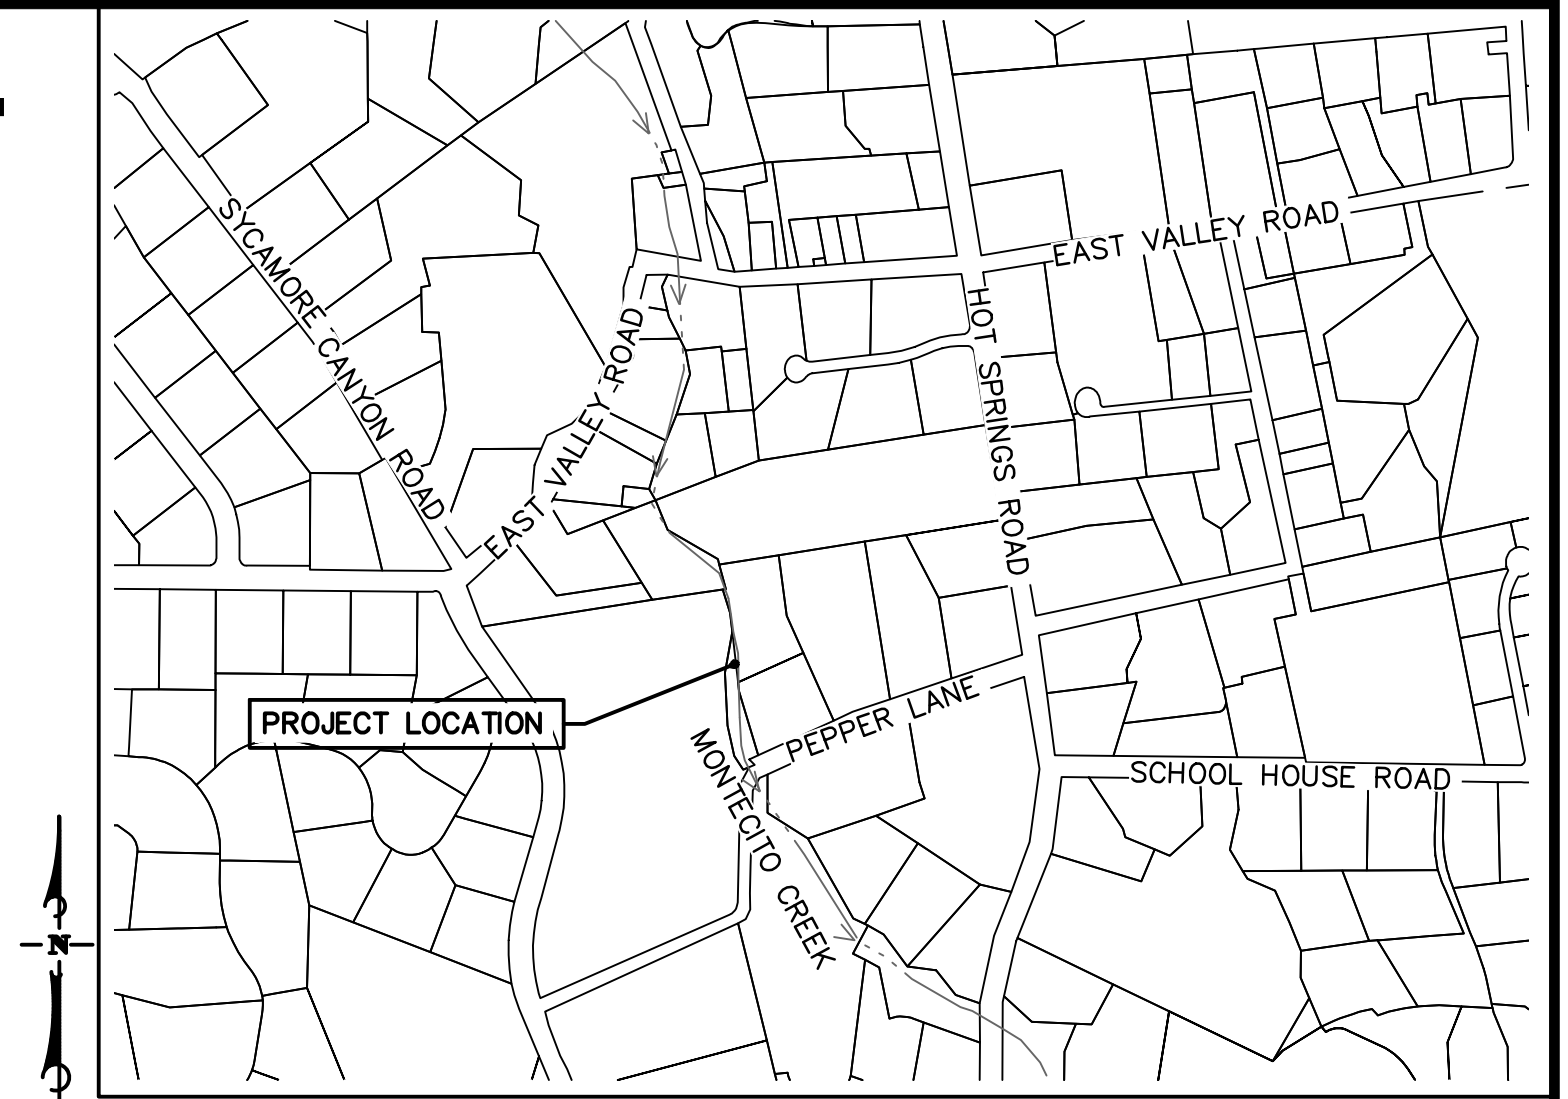 SYCAMORE CANYON ROAD
EAST VALLEY ROAD
EAST VALLEY ROAD
HOT SPRINGS ROAD
PROJECT LOCATION
PEPPER LANE
MONTECITO CREEK
SCHOOL HOUSE ROAD
N